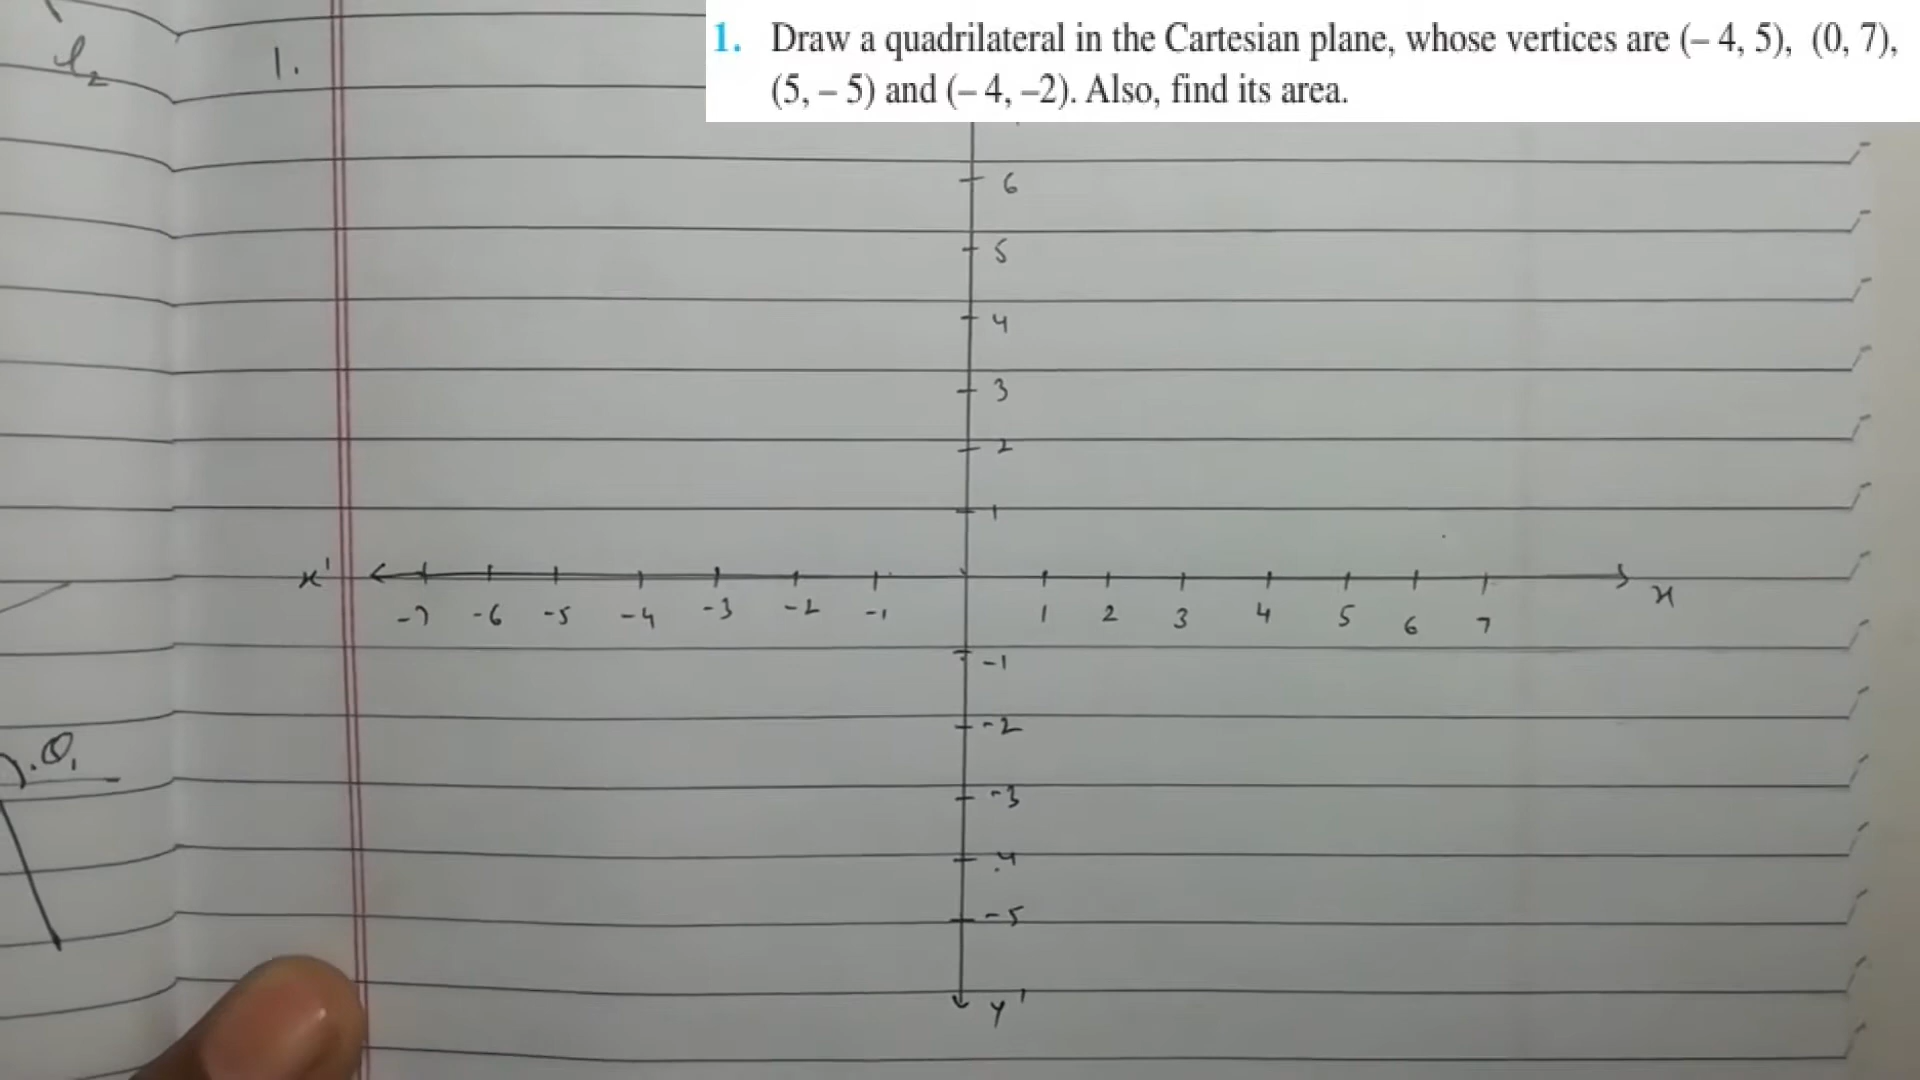 1. Draw a quadrilateral in the Cartesian plane, whose vertices are (– 4, 5), (0, 7),
(5, – 5) and (– 4, –2). Also, find its area.
l₂
1.
6
5
4
3
2
1
x' -7 -6 -5 -4 -3 -2 -1 1 2 3 4 5 6 7 x
-1
-2
-3
-4
-5
y'